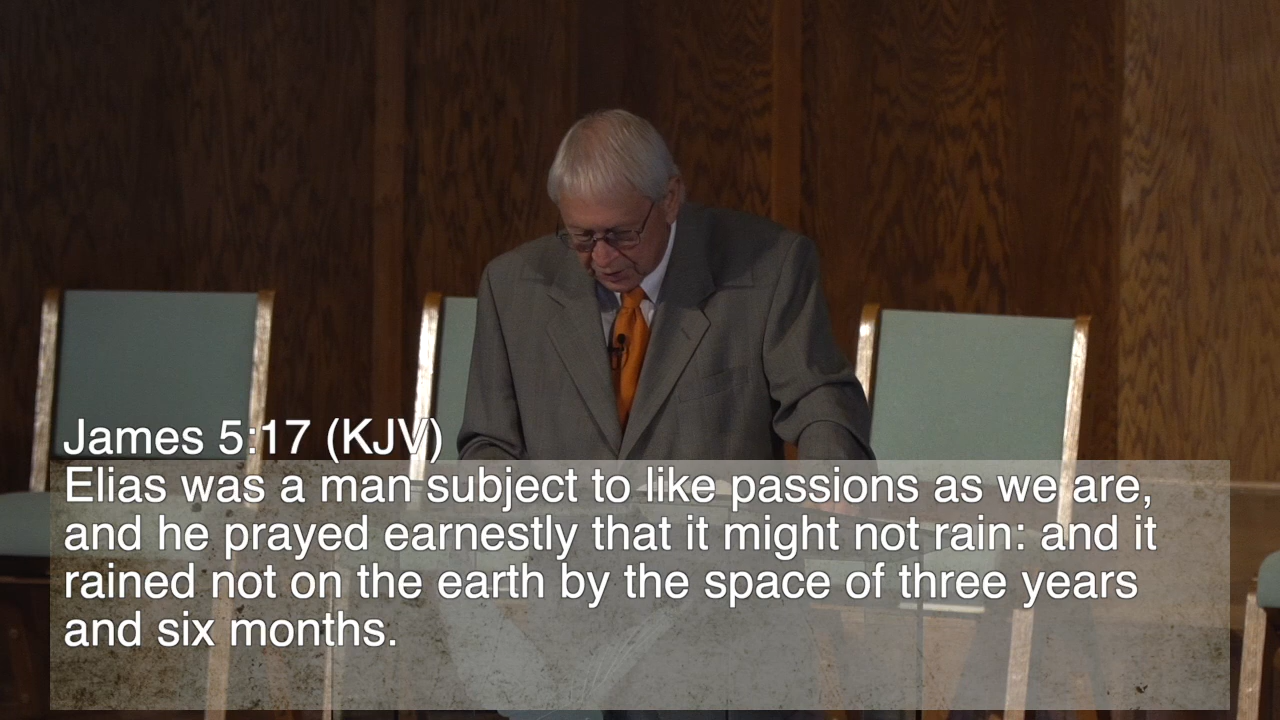 James 5:17 (KJV)
Elias was a man subject to like passions as we are,
and he prayed earnestly that it might not rain: and it
rained not on the earth by the space of three years
and six months.